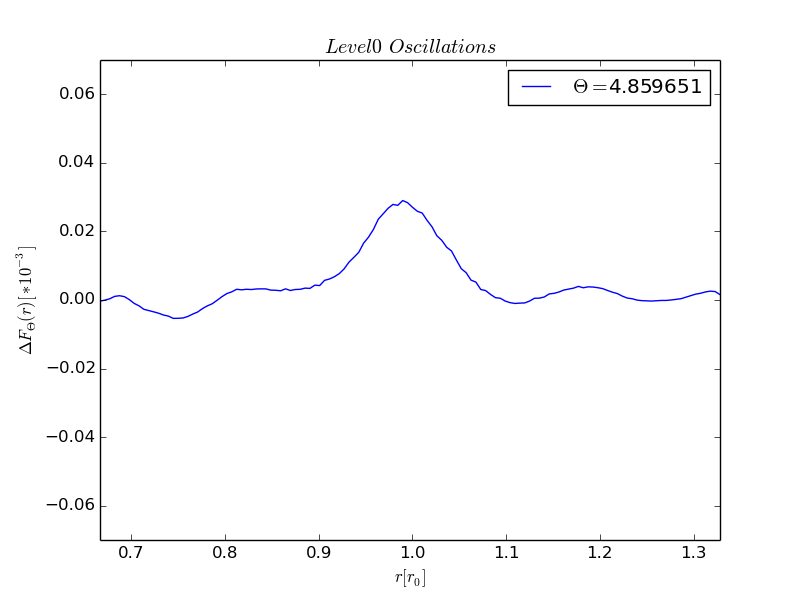 Level0 Oscillations
Θ=4.859651
0.06
0.04
0.02
0.00
−0.02
−0.04
−0.06
ΔF_Θ(r)[*10^{-3}]
0.7 0.8 0.9 1.0 1.1 1.2 1.3
r[r_0]